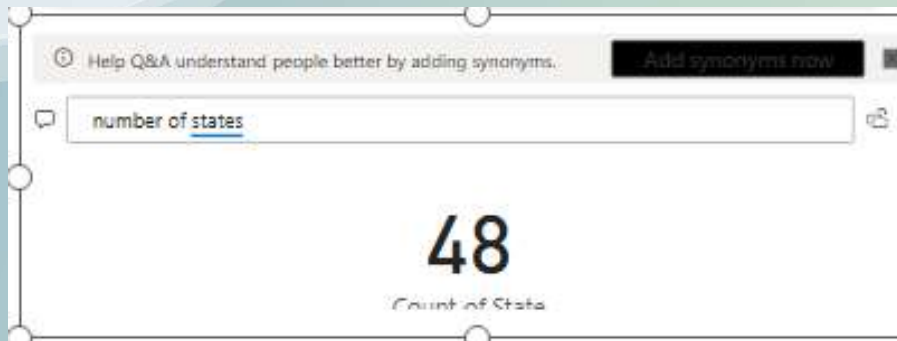 Help Q&A understand people better by adding synonyms. Add synonyms now
number of states
48
Count of State